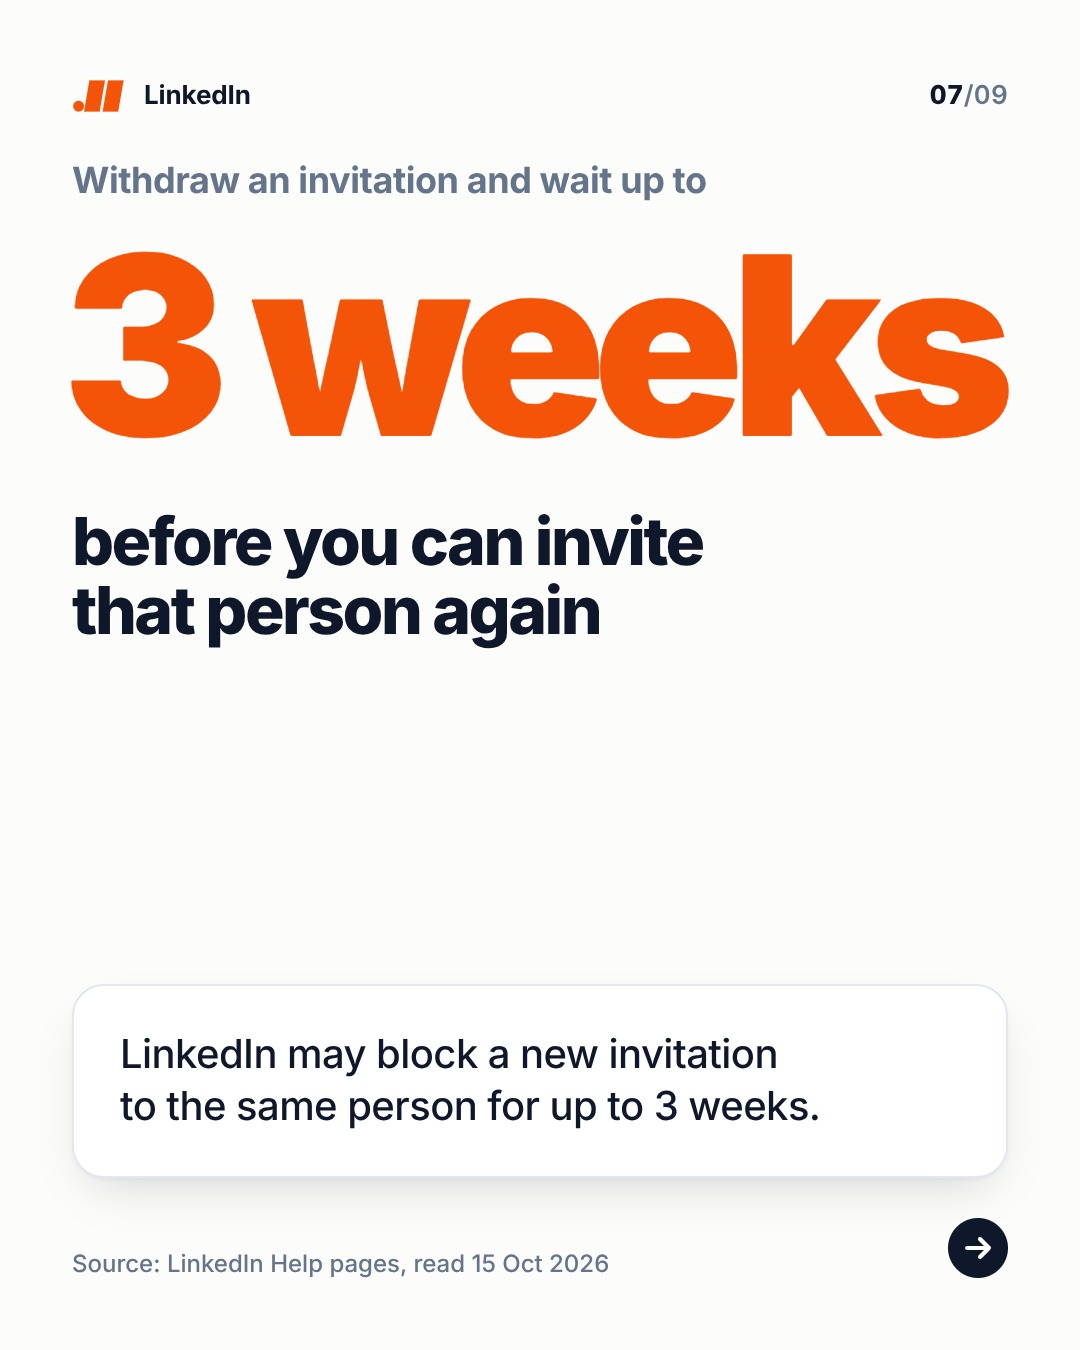 LinkedIn
07/09
Withdraw an invitation and wait up to
3 weeks
before you can invite
that person again
LinkedIn may block a new invitation
to the same person for up to 3 weeks.
Source: LinkedIn Help pages, read 15 Oct 2026